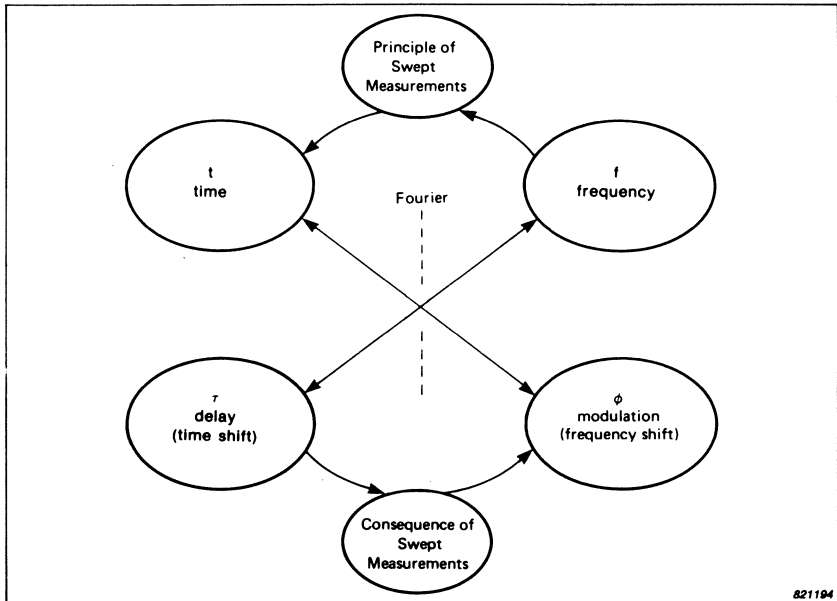 Principle of
Swept
Measurements
t
time
f
frequency
Fourier
τ
delay
(time shift)
ϕ
modulation
(frequency shift)
Consequence of
Swept
Measurements
821194